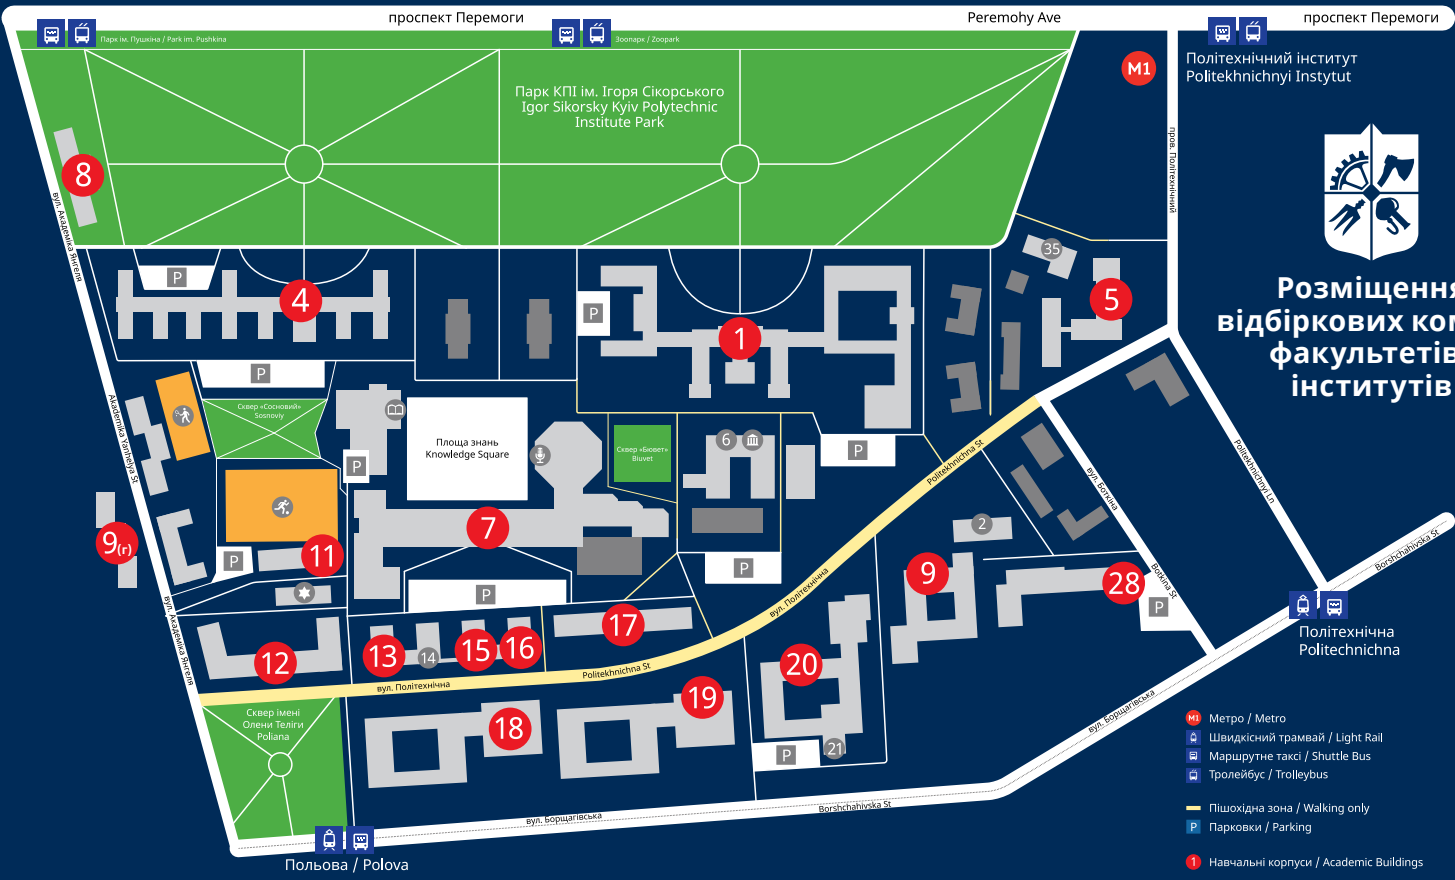 проспект Перемоги
Peremohy Ave
проспект Перемоги
Парк ім. Пушкіна / Park im. Pushkina
Зоопарк / Zoopark
M1
Політехнічний інститут
Politekhnichnyi Instytut
Парк КПІ ім. Ігоря Сікорського
Igor Sikorsky Kyiv Polytechnic
Institute Park
пров. Політехнічний
8
вул. Академіка Янгеля
35
P
4
P
1
5
Розміщення
відбіркових ком
факультетів
інститутів
P
Akademika Yanhelya St
Сквер «Сосновий»
Sosnoviy
Площа знань
Knowledge Square
Сквер «Бювет»
Biuvet
6
P
P
Politekhnichna St
вул. Боткіна
Politekhnichnyi Ln
9(г)
11
7
2
P
P
P
9
28
Botkina St
P
Borshchahivska St
вул. Політехнічна
Політехнічна
Politechnichna
вул. Академіка Янгеля
12
13
14
15
16
17
20
вул. Політехнічна
Politekhnichna St
Сквер імені
Олени Теліги
Poliana
18
19
P
21
вул. Борщагівська
M1 Метро / Metro
Швидкісний трамвай / Light Rail
Маршрутне таксі / Shuttle Bus
Тролейбус / Trolleybus
Пішохідна зона / Walking only
P Парковки / Parking
1 Навчальні корпуси / Academic Buildings
вул. Борщагівська
Borshchahivska St
Польова / Polova